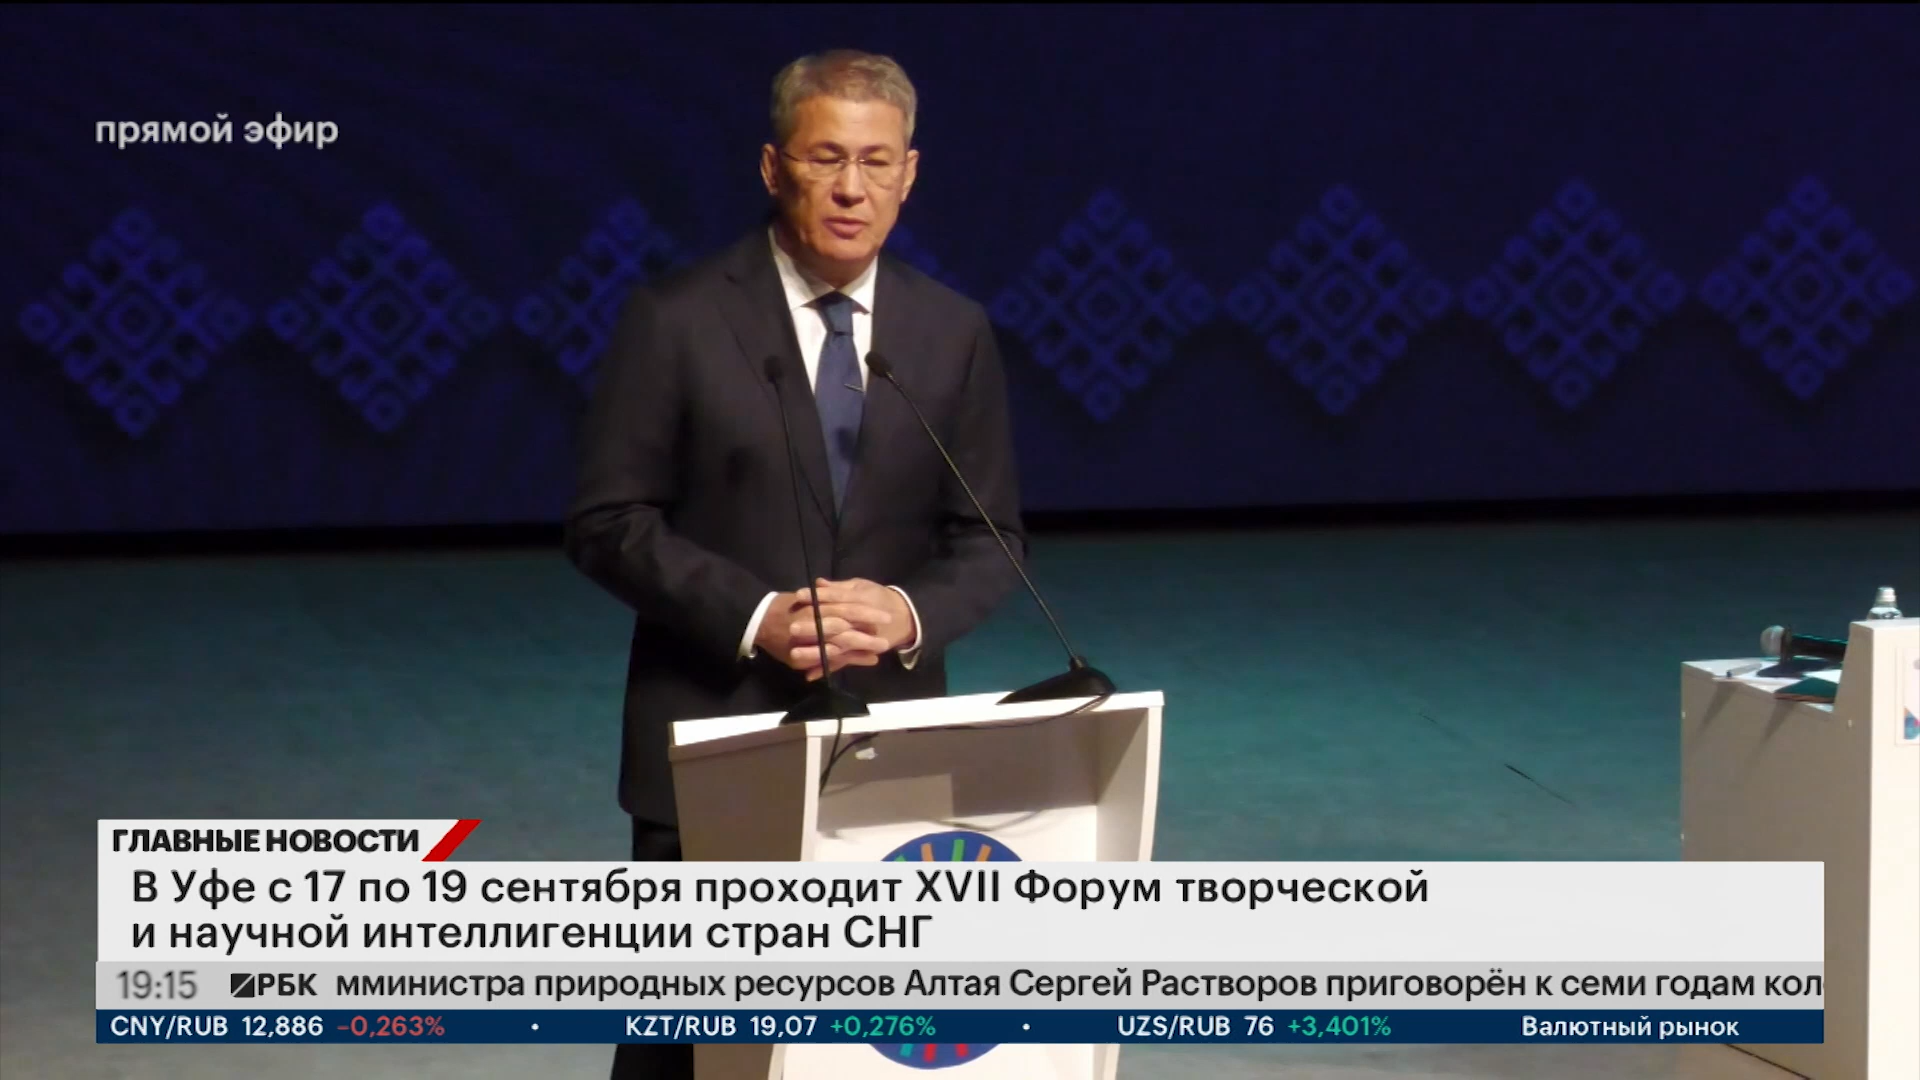 прямой эфир
ГЛАВНЫЕ НОВОСТИ
В Уфе с 17 по 19 сентября проходит XVII Форум творческой
и научной интеллигенции стран СНГ
19:15 РБК мминистра природных ресурсов Алтая Сергей Растворов приговорён к семи годам кол
CNY/RUB 12,886 -0,263% • KZT/RUB 19,07 +0,276% • UZS/RUB 76 +3,401% Валютный рынок